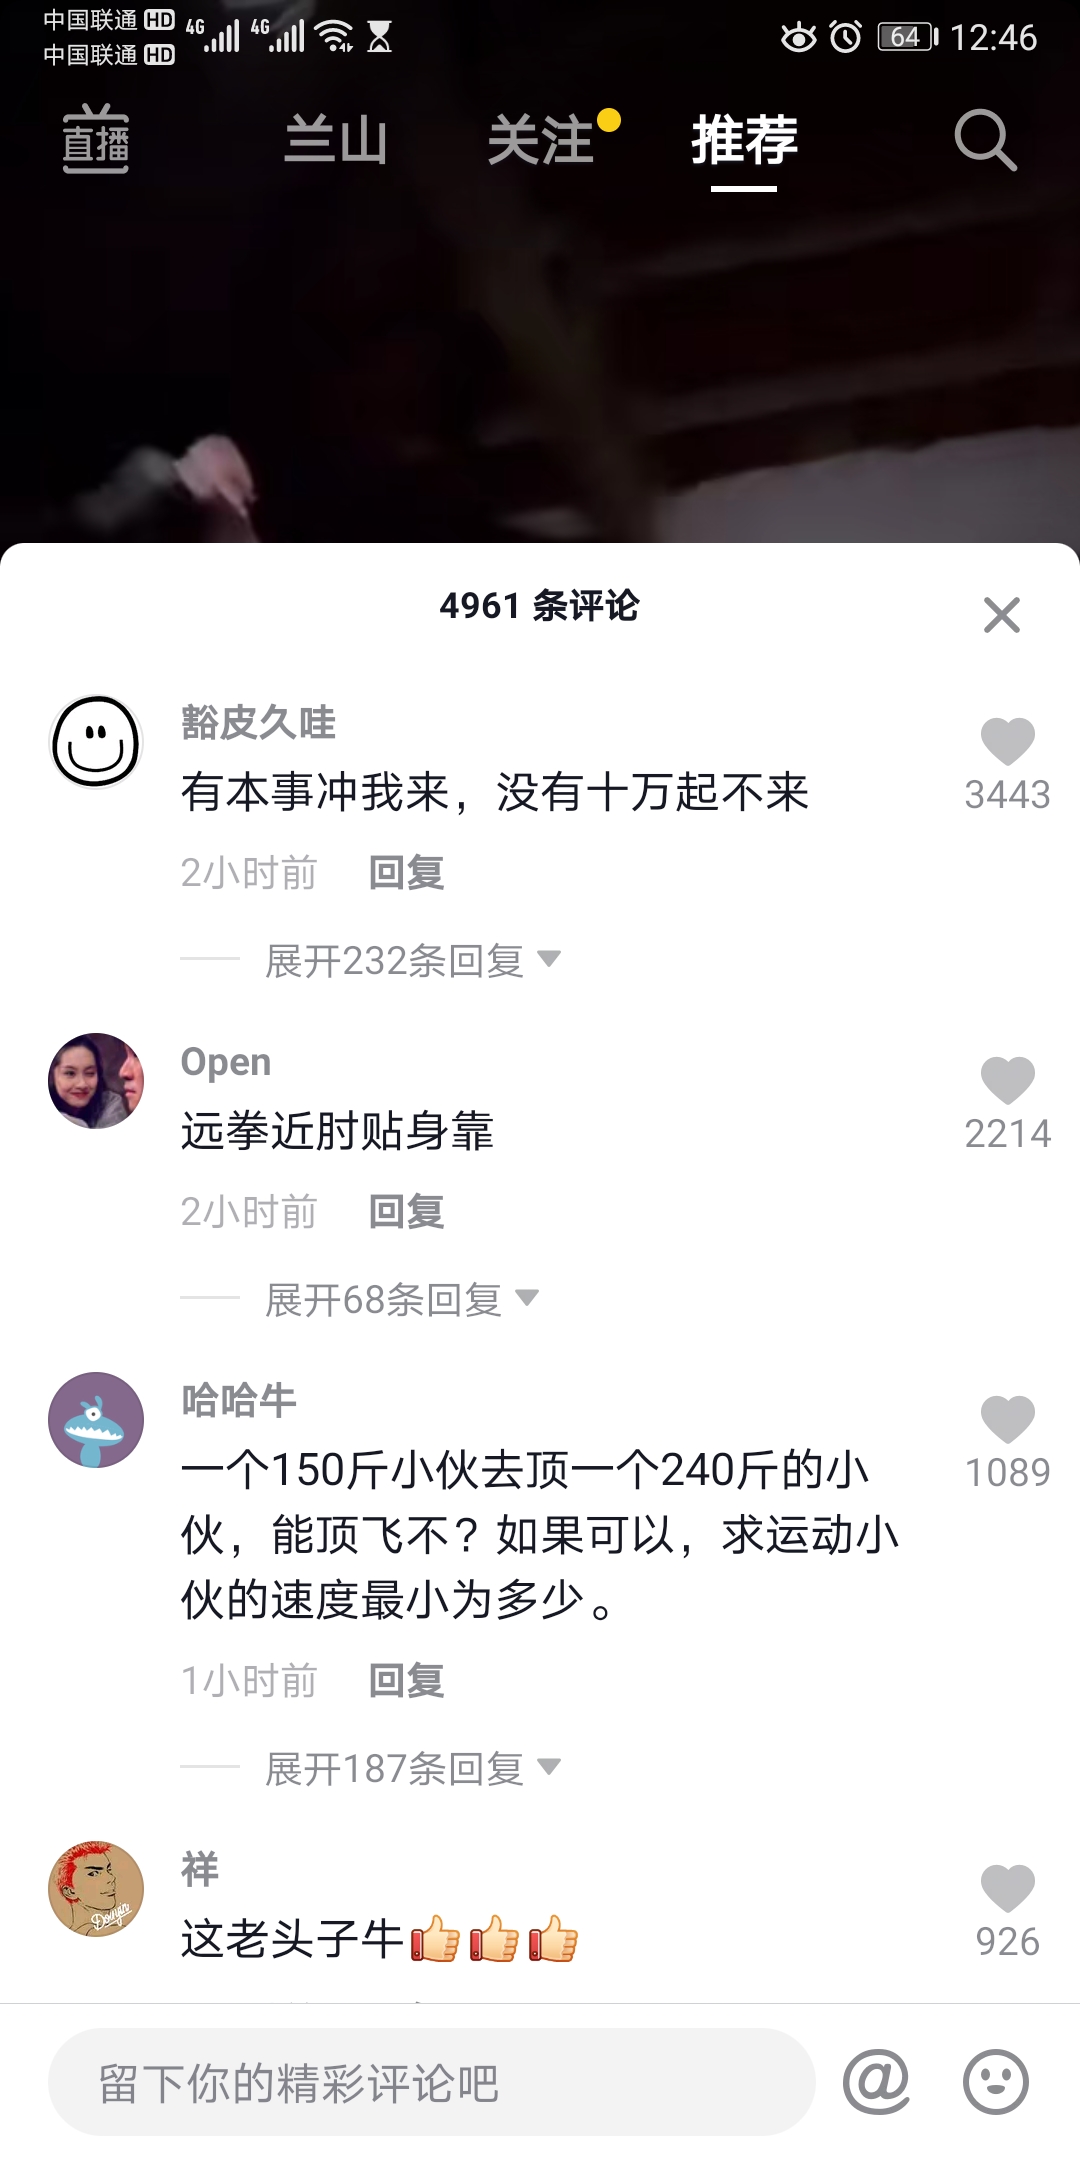 中国联通 HD 4G 4G
中国联通 HD
64 12:46
直播 兰山 关注 推荐
4961 条评论
豁皮久哇
有本事冲我来，没有十万起不来
3443
2小时前 回复
展开232条回复
Open
远拳近肘贴身靠
2214
2小时前 回复
展开68条回复
哈哈牛
一个150斤小伙去顶一个240斤的小
伙，能顶飞不？如果可以，求运动小
伙的速度最小为多少。
1089
1小时前 回复
展开187条回复
祥
这老头子牛👍👍👍
926
Douyin
留下你的精彩评论吧
@